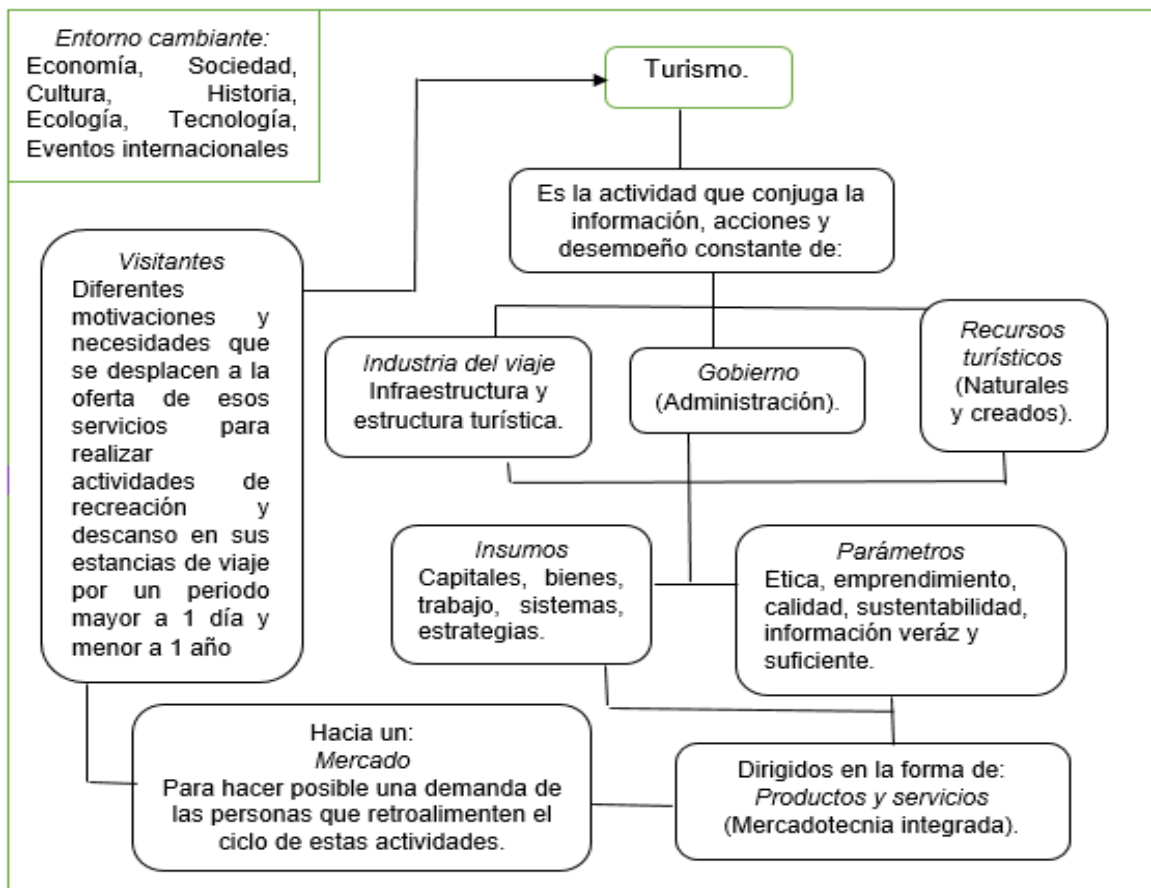 Entorno cambiante:
Economía, Sociedad,
Cultura, Historia,
Ecología, Tecnología,
Eventos internacionales
Turismo.
Es la actividad que conjuga la
información, acciones y
desempeño constante de:
Visitantes
Diferentes
motivaciones y
necesidades que
se desplacen a la
oferta de esos
servicios para
realizar
actividades de
recreación y
descanso en sus
estancias de viaje
por un periodo
mayor a 1 día y
menor a 1 año
Industria del viaje
Infraestructura y
estructura turística.
Gobierno
(Administración).
Recursos
turísticos
(Naturales
y creados).
Insumos
Capitales, bienes,
trabajo, sistemas,
estrategias.
Parámetros
Etica, emprendimiento,
calidad, sustentabilidad,
información veráz y
suficiente.
Hacia un:
Mercado
Para hacer posible una demanda de
las personas que retroalimenten el
ciclo de estas actividades.
Dirigidos en la forma de:
Productos y servicios
(Mercadotecnia integrada).